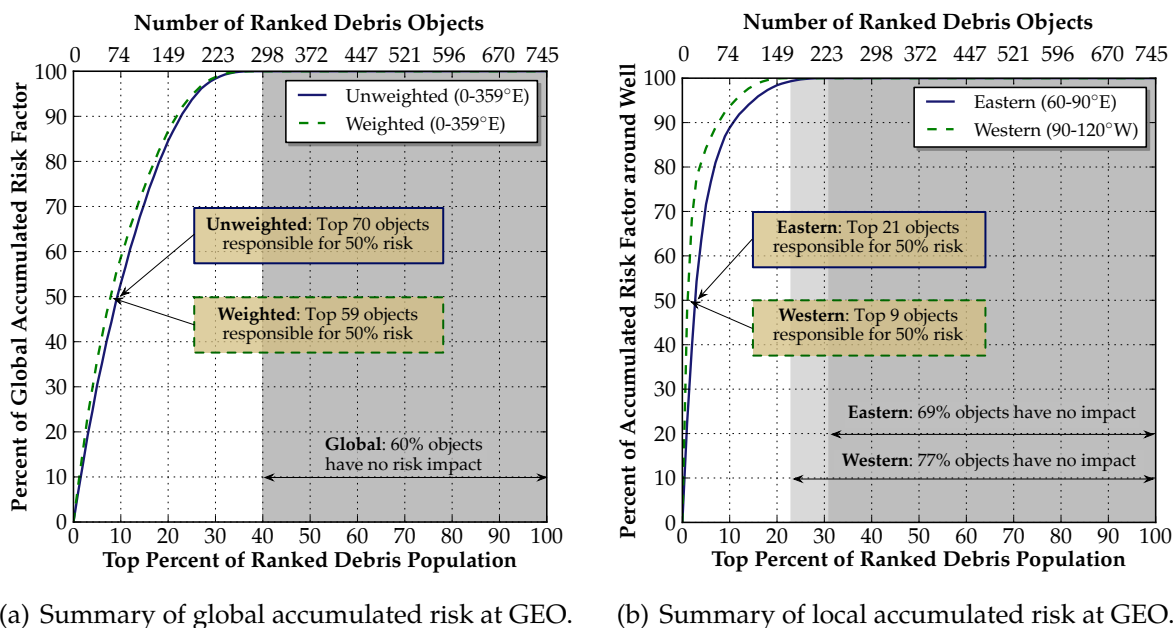 Number of Ranked Debris Objects
0 74 149 223 298 372 447 521 596 670 745
100
90
80
70
60
50
40
30
20
10
0
Percent of Global Accumulated Risk Factor
Unweighted (0-359°E)
Weighted (0-359°E)
Unweighted: Top 70 objects
responsible for 50% risk
Weighted: Top 59 objects
responsible for 50% risk
Global: 60% objects
have no risk impact
0 10 20 30 40 50 60 70 80 90 100
Top Percent of Ranked Debris Population
(a) Summary of global accumulated risk at GEO.
Number of Ranked Debris Objects
0 74 149 223 298 372 447 521 596 670 745
100
90
80
70
60
50
40
30
20
10
0
Percent of Accumulated Risk Factor around Well
Eastern (60-90°E)
Western (90-120°W)
Eastern: Top 21 objects
responsible for 50% risk
Western: Top 9 objects
responsible for 50% risk
Eastern: 69% objects have no impact
Western: 77% objects have no impact
0 10 20 30 40 50 60 70 80 90 100
Top Percent of Ranked Debris Population
(b) Summary of local accumulated risk at GEO.